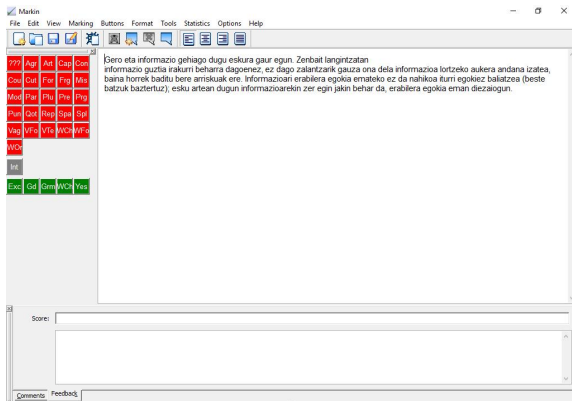 Markin
File Edit View Marking Buttons Format Tools Statistics Options Help
??? Agr Art Cap Con
Cou Cut For Frg Mis
Mod Par Plu Pre Prg
Pun Qot Rep Spa Spl
Vag VFo VTe WCh WFo
WOr
Int
Exc Gd Grm WCh Yes
Gero eta informazio gehiago dugu eskura gaur egun. Zenbait langintzatan
informazio guztia irakurri beharra dagoenez, ez dago zalantzarik gauza ona dela informazioa lortzeko aukera andana izatea,
baina horrek baditu bere arriskuak ere. Informazioari erabilera egokia emateko ez da nahikoa iturri egokiez baliatzea (beste
batzuk baztertuz); esku artean dugun informazioarekin zer egin jakin behar da, erabilera egokia eman diezaiogun.
Score:
Comments Feedback